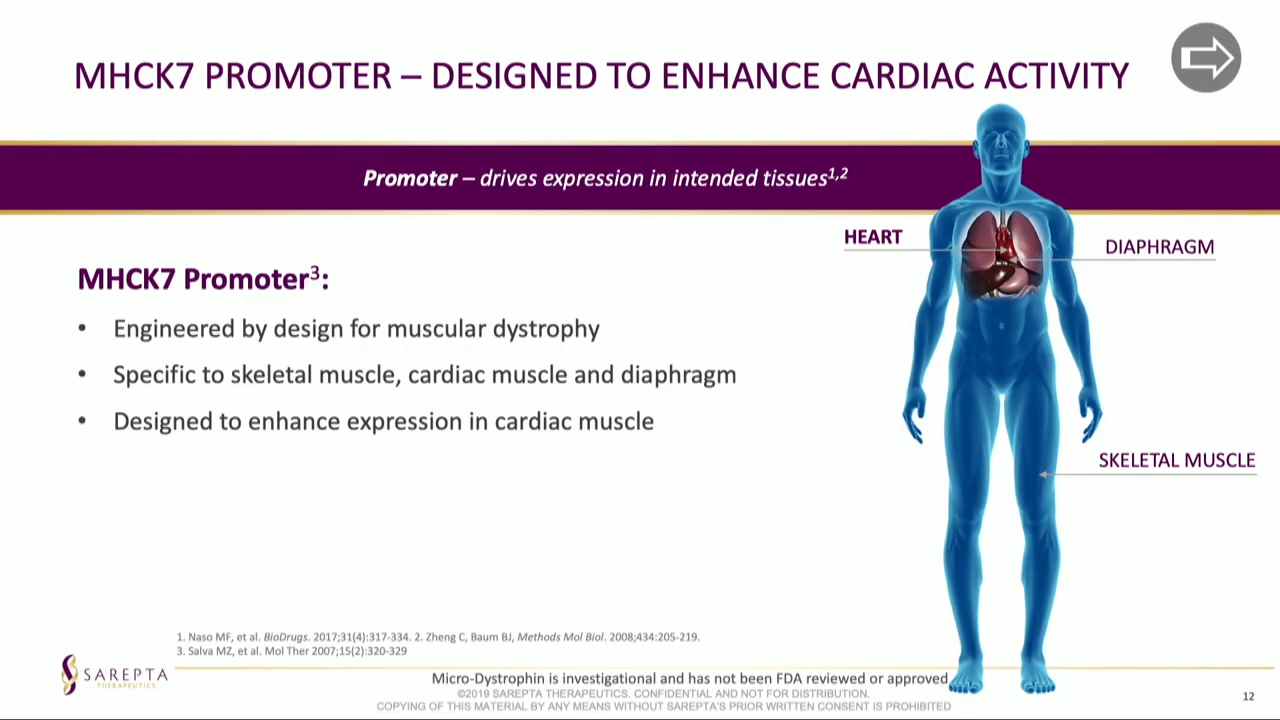 MHCK7 PROMOTER – DESIGNED TO ENHANCE CARDIAC ACTIVITY
Promoter – drives expression in intended tissues1,2
HEART
DIAPHRAGM
MHCK7 Promoter3:
• Engineered by design for muscular dystrophy
• Specific to skeletal muscle, cardiac muscle and diaphragm
• Designed to enhance expression in cardiac muscle
SKELETAL MUSCLE
1. Naso MF, et al. BioDrugs. 2017;31(4):317-334. 2. Zheng C, Baum BJ, Methods Mol Biol. 2008;434:205-219.
3. Salva MZ, et al. Mol Ther 2007;15(2):320-329
SAREPTA
THERAPEUTICS
Micro-Dystrophin is investigational and has not been FDA reviewed or approved
©2019 SAREPTA THERAPEUTICS. CONFIDENTIAL AND NOT FOR DISTRIBUTION.
COPYING OF THIS MATERIAL BY ANY MEANS WITHOUT SAREPTA'S PRIOR WRITTEN CONSENT IS PROHIBITED
12